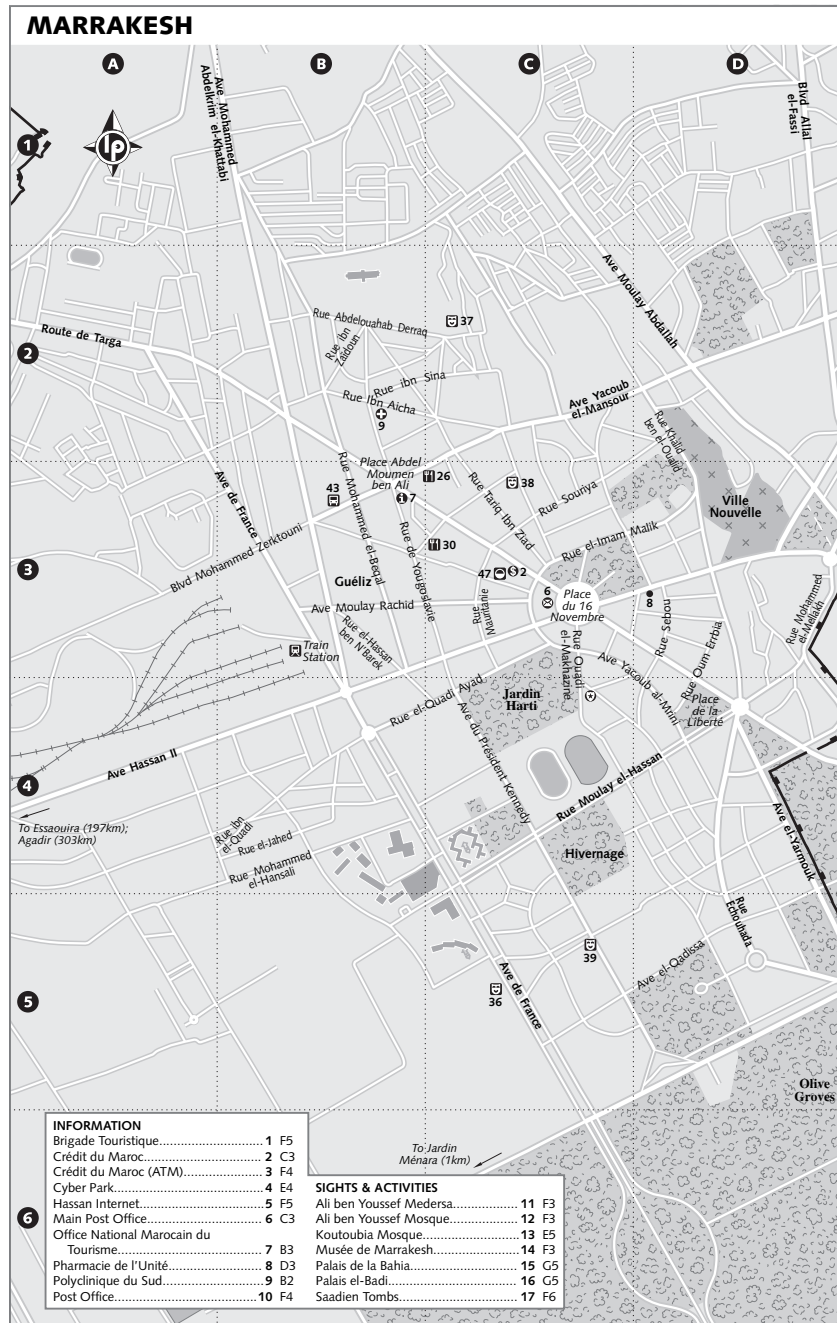 MARRAKESH
A
B
C
D
1
2
3
4
5
6
lp
Ave Mohammed
Abdelkrim el-Khattabi
Blvd Allal
el-Fassi
Ave Moulay Abdallah
Route de Targa
Rue Abdelouahab Derraq
37
Rue ibn
Zaidoun
Rue ibn Sina
Rue Ibn Aicha
9
Ave Yacoub
el-Mansour
Rue Khalid
ben el-Oualid
Place Abdel
Moumen
ben Ali
26
38
43
7
Ave de France
Rue Mohammed el-Beqal
Rue Tariq Ibn Ziad
Rue Souriya
Ville
Nouvelle
Blvd Mohammed Zerktouni
30
Rue de Yougoslavie
Rue el-Imam Malik
Guéliz
47
2
6
Place
du 16
Novembre
8
Ave Moulay Rachid
Rue
Mauritanie
Rue Sebou
Rue Mohammed
el-Mellakh
Rue el-Hassan
ben N'Barek
Train
Station
Rue Ouadi
el-Makhazine
Rue Oum Errbia
Ave Yacoub al-Mrini
Rue el-Quadi Ayad
Jardin
Harti
Place
de la
Liberté
Ave du Président Kennedy
Ave Hassan II
Rue Moulay el-Hassan
To Essaouira (197km);
Agadir (303km)
Rue ibn
el-Quadi
Rue el-Jahed
Rue Mohammed
el-Hansali
Hivernage
Ave el-Yarmouk
Rue
Echouhada
39
Ave el-Qadissa
Ave de France
36
Olive
Groves
To Jardin
Ménara (1km)
INFORMATION
Brigade Touristique.............................. 1 F5
Crédit du Maroc................................... 2 C3
Crédit du Maroc (ATM)........................ 3 F4
Cyber Park........................................... 4 E4
Hassan Internet.................................... 5 F5
Main Post Office.................................. 6 C3
Office National Marocain du
Tourisme........................................... 7 B3
Pharmacie de l'Unité............................ 8 D3
Polyclinique du Sud.............................. 9 B2
Post Office........................................... 10 F4
SIGHTS & ACTIVITIES
Ali ben Youssef Medersa................. 11 F3
Ali ben Youssef Mosque.................. 12 F3
Koutoubia Mosque.......................... 13 E5
Musée de Marrakesh....................... 14 F3
Palais de la Bahia............................. 15 G5
Palais el-Badi................................... 16 G5
Saadien Tombs................................ 17 F6